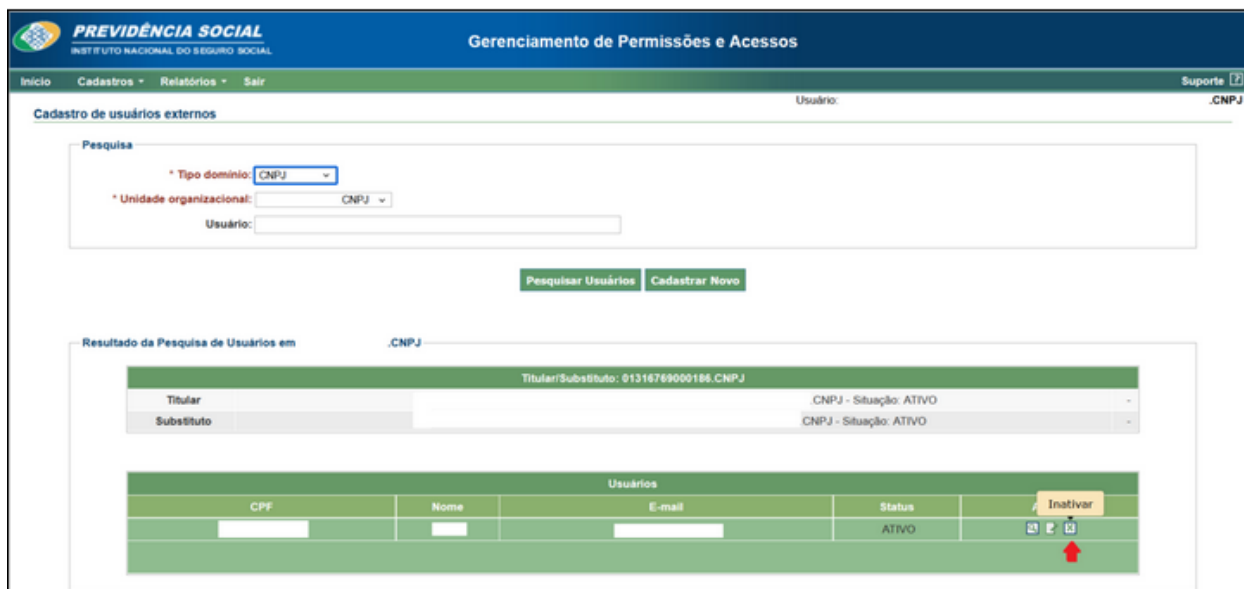 PREVIDÊNCIA SOCIAL
INSTITUTO NACIONAL DO SEGURO SOCIAL
Gerenciamento de Permissões e Acessos
Início Cadastros Relatórios Sair Suporte ?
Usuário: .CNPJ
Cadastro de usuários externos
Pesquisa
* Tipo domínio: CNPJ
* Unidade organizacional: CNPJ
Usuário:
Pesquisar Usuários Cadastrar Novo
Resultado da Pesquisa de Usuários em .CNPJ
Titular/Substituto: 01316769000186.CNPJ
Titular .CNPJ - Situação: ATIVO -
Substituto .CNPJ - Situação: ATIVO -
Usuários
CPF Nome E-mail Status
Inativar
ATIVO